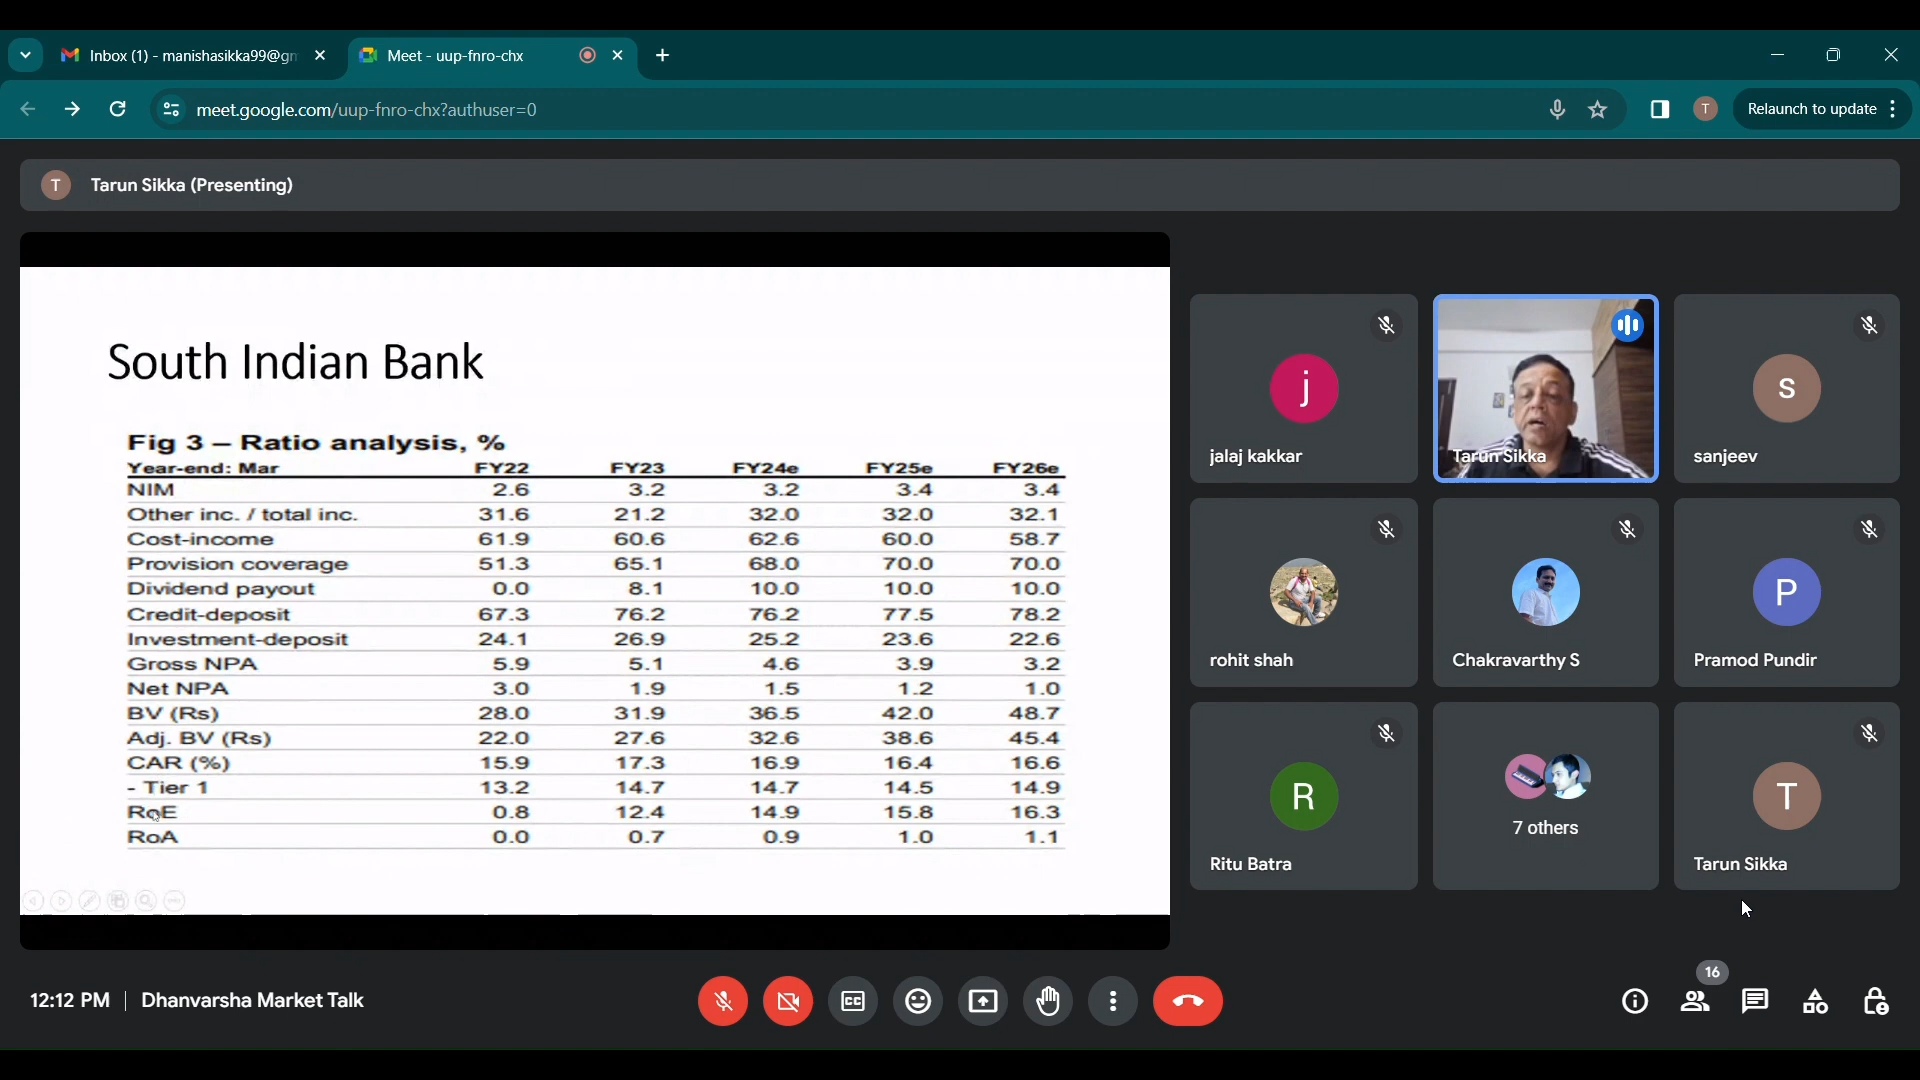 Inbox (1) - manishasikka99@gm
Meet - uup-fnro-chx
meet.google.com/uup-fnro-chx?authuser=0
T
Relaunch to update
T
Tarun Sikka (Presenting)
South Indian Bank
Fig 3 – Ratio analysis, %
Year-end: Mar FY22 FY23 FY24e FY25e FY26e
NIM 2.6 3.2 3.2 3.4 3.4
Other inc. / total inc. 31.6 21.2 32.0 32.0 32.1
Cost-income 61.9 60.6 62.6 60.0 58.7
Provision coverage 51.3 65.1 68.0 70.0 70.0
Dividend payout 0.0 8.1 10.0 10.0 10.0
Credit-deposit 67.3 76.2 76.2 77.5 78.2
Investment-deposit 24.1 26.9 25.2 23.6 22.6
Gross NPA 5.9 5.1 4.6 3.9 3.2
Net NPA 3.0 1.9 1.5 1.2 1.0
BV (Rs) 28.0 31.9 36.5 42.0 48.7
Adj. BV (Rs) 22.0 27.6 32.6 38.6 45.4
CAR (%) 15.9 17.3 16.9 16.4 16.6
- Tier 1 13.2 14.7 14.7 14.5 14.9
RoE 0.8 12.4 14.9 15.8 16.3
RoA 0.0 0.7 0.9 1.0 1.1
j
jalaj kakkar
Tarun Sikka
s
sanjeev
rohit shah
Chakravarthy S
P
Pramod Pundir
R
Ritu Batra
7 others
T
Tarun Sikka
12:12 PM
Dhanvarsha Market Talk
CC
16